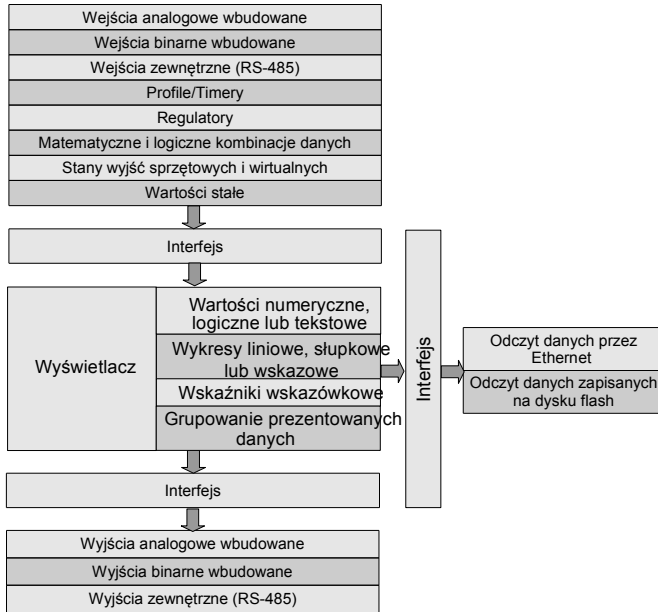 Wejścia analogowe wbudowane
Wejścia binarne wbudowane
Wejścia zewnętrzne (RS-485)
Profile/Timery
Regulatory
Matematyczne i logiczne kombinacje danych
Stany wyjść sprzętowych i wirtualnych
Wartości stałe
Interfejs
Wyświetlacz
Wartości numeryczne,
logiczne lub tekstowe
Wykresy liniowe, słupkowe
lub wskazowe
Wskaźniki wskazówkowe
Grupowanie prezentowanych
danych
Interfejs
Odczyt danych przez
Ethernet
Odczyt danych zapisanych
na dysku flash
Interfejs
Wyjścia analogowe wbudowane
Wyjścia binarne wbudowane
Wyjścia zewnętrzne (RS-485)